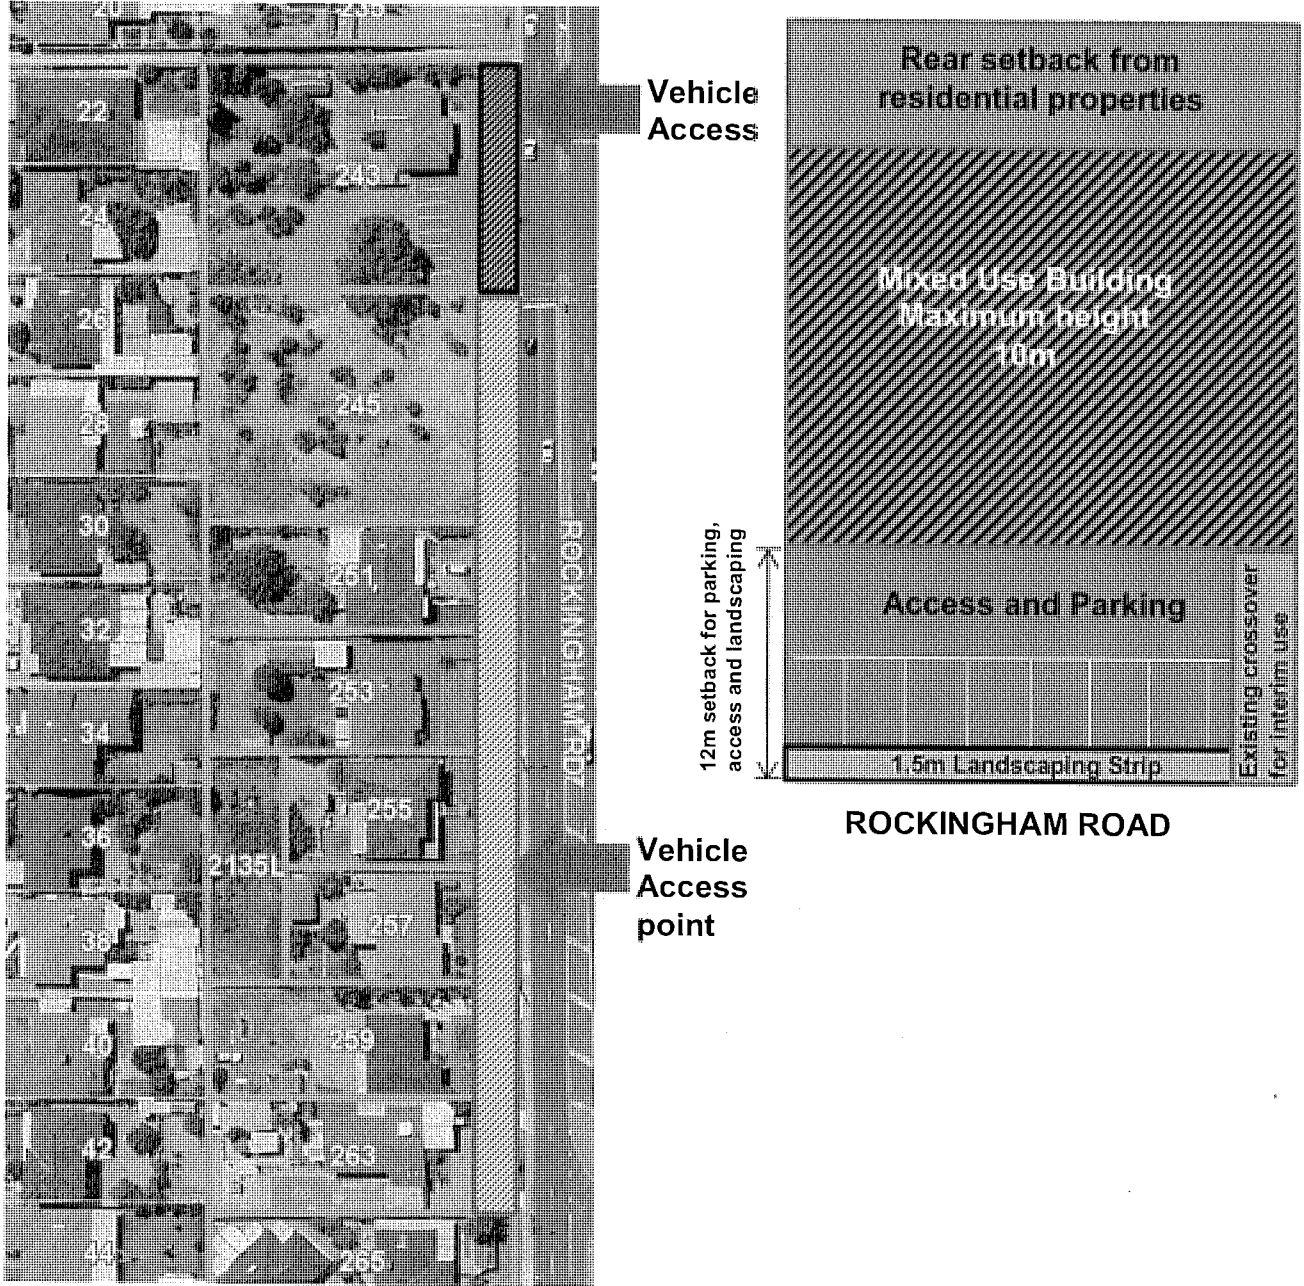 20
235
22
243
24
26
245
28
30
251
32
253
34
255
36
2135L
257
38
259
40
42
263
44
265
ROCKINGHAM RD
Vehicle
Access
Vehicle
Access
point
Rear setback from
residential properties
Mixed Use Building
Maximum height
10m
12m setback for parking,
access and landscaping
Access and Parking
Existing crossover
for interim use
1.5m Landscaping Strip
ROCKINGHAM ROAD